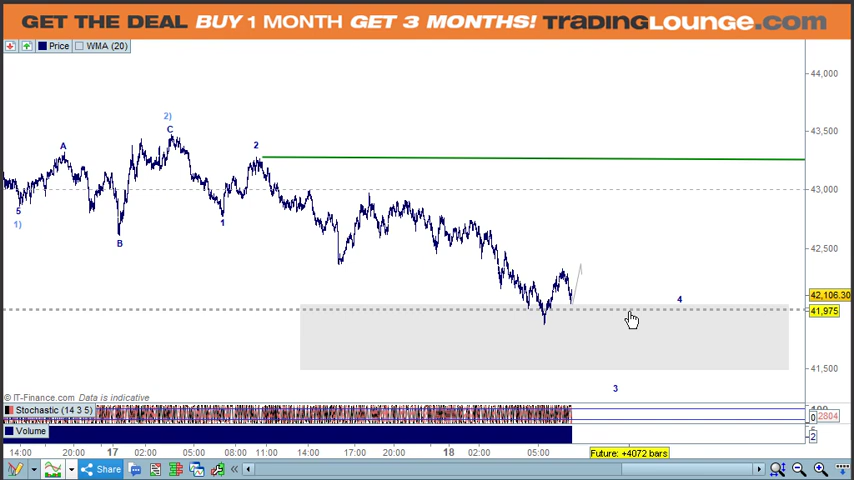 GET THE DEAL BUY 1 MONTH GET 3 MONTHS! TRADINGLOUNGE.com
Price WMA (20)
44,000
2)
C
43,500
A
2
43,000
5
1)
1
B
42,500
42,106.30
4
41,975
41,500
3
© IT-Finance.com Data is indicative
Stochastic (14 3 5)
Volume
14:00 20:00 17 02:00 05:00 08:00 11:00 14:00 17:00 20:00 18 02:00 05:00 Future: +4072 bars
Share